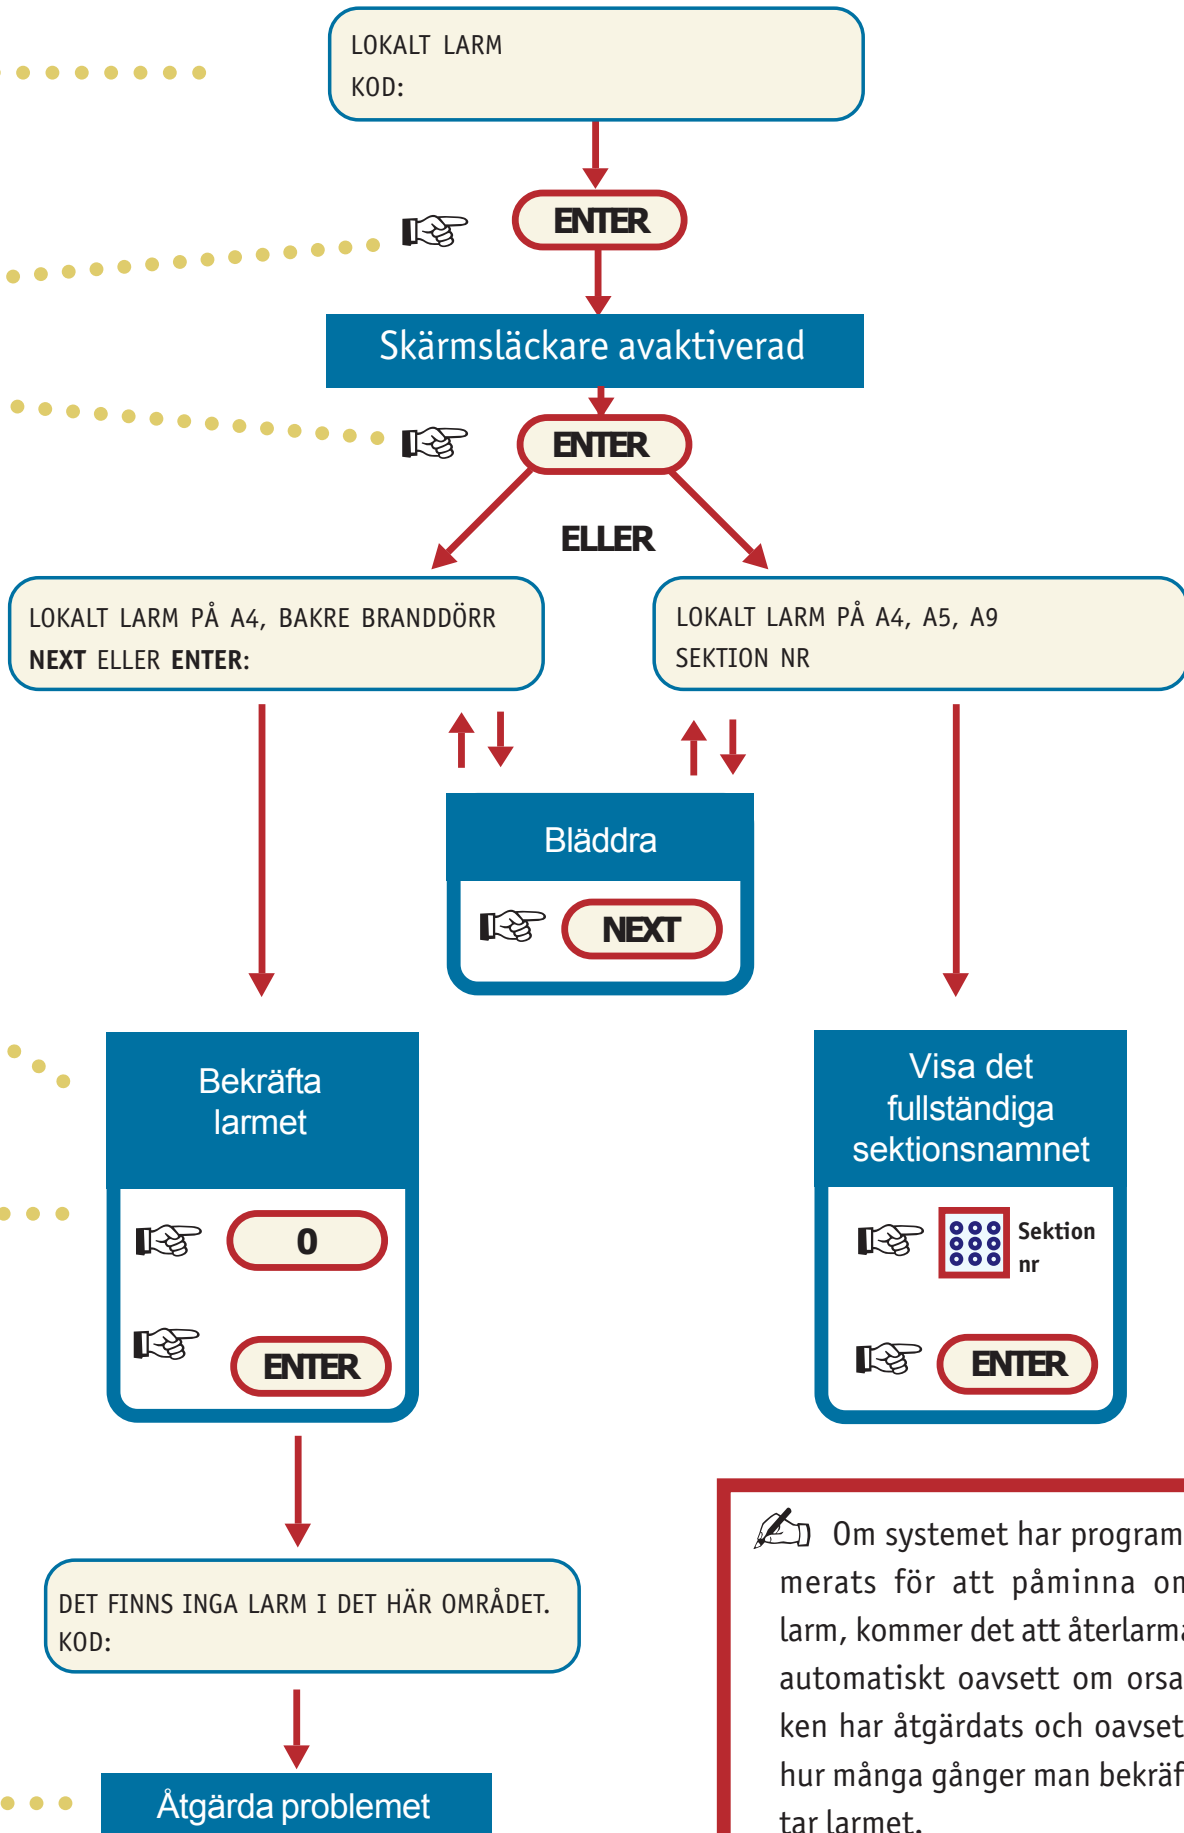 LOKALT LARM
KOD:
ENTER
Skärmsläckare avaktiverad
ENTER
ELLER
LOKALT LARM PÅ A4, BAKRE BRANDDÖRR
NEXT ELLER ENTER:
LOKALT LARM PÅ A4, A5, A9
SEKTION NR
Bläddra
NEXT
Bekräfta
larmet
0
ENTER
Visa det
fullständiga
sektionsnamnet
Sektion
nr
ENTER
DET FINNS INGA LARM I DET HÄR OMRÅDET.
KOD:
Åtgärda problemet
Om systemet har program
merats för att påminna om
larm, kommer det att återlarma
automatiskt oavsett om orsa
ken har åtgärdats och oavset
hur många gånger man bekräf
tar larmet.